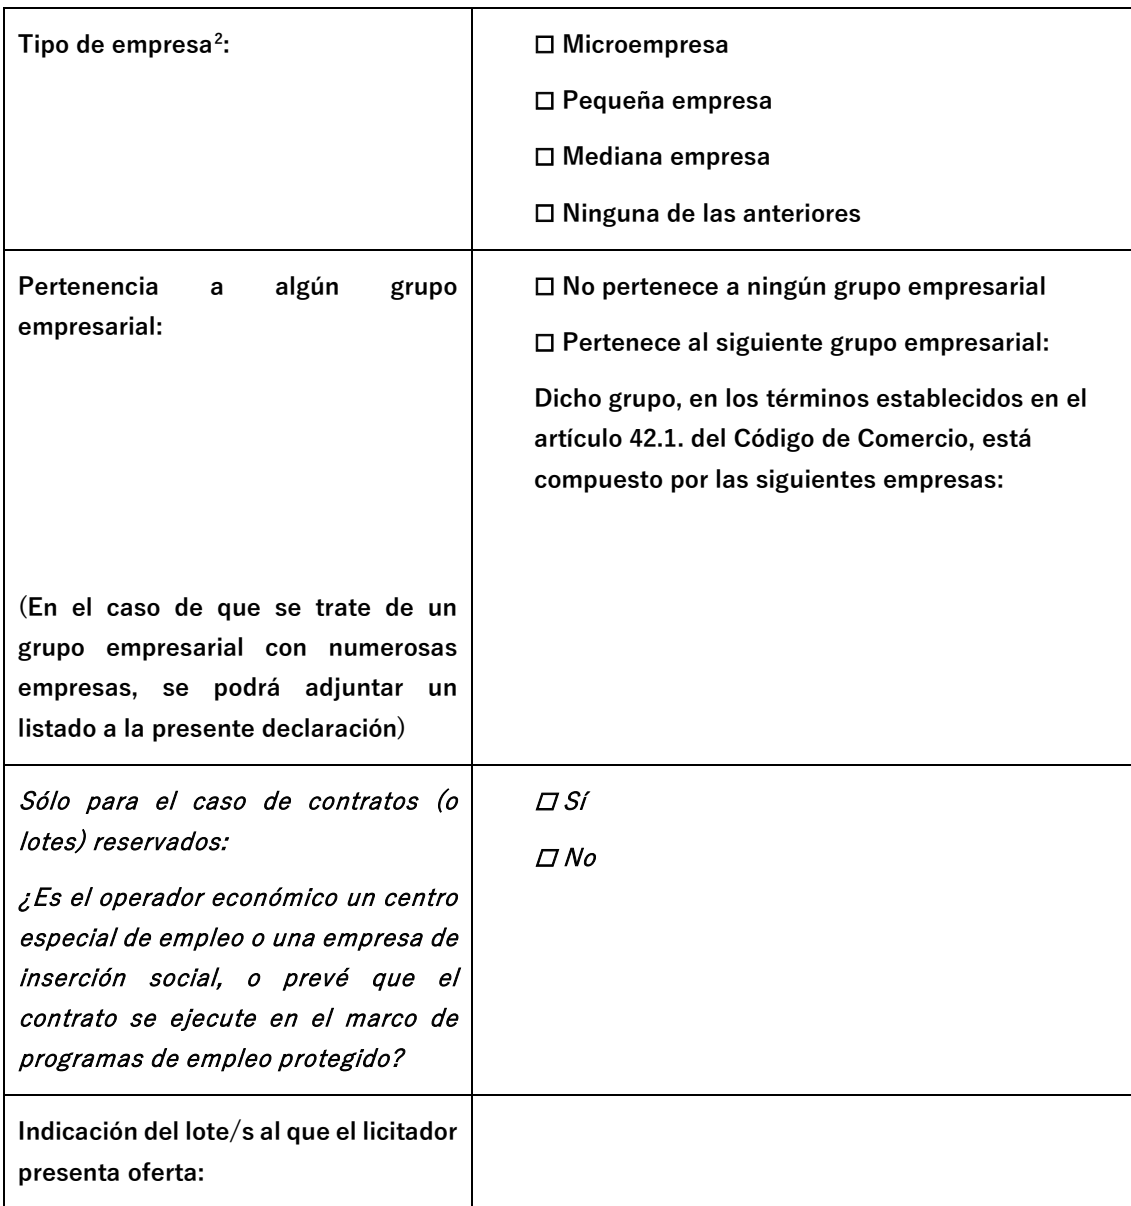 Tipo de empresa²:
☐ Microempresa
☐ Pequeña empresa
☐ Mediana empresa
☐ Ninguna de las anteriores
Pertenencia a algún grupo
empresarial:
(En el caso de que se trate de un
grupo empresarial con numerosas
empresas, se podrá adjuntar un
listado a la presente declaración)
☐ No pertenece a ningún grupo empresarial
☐ Pertenece al siguiente grupo empresarial:
Dicho grupo, en los términos establecidos en el
artículo 42.1. del Código de Comercio, está
compuesto por las siguientes empresas:
Sólo para el caso de contratos (o
lotes) reservados:
¿Es el operador económico un centro
especial de empleo o una empresa de
inserción social, o prevé que el
contrato se ejecute en el marco de
programas de empleo protegido?
☐ Sí
☐ No
Indicación del lote/s al que el licitador
presenta oferta: